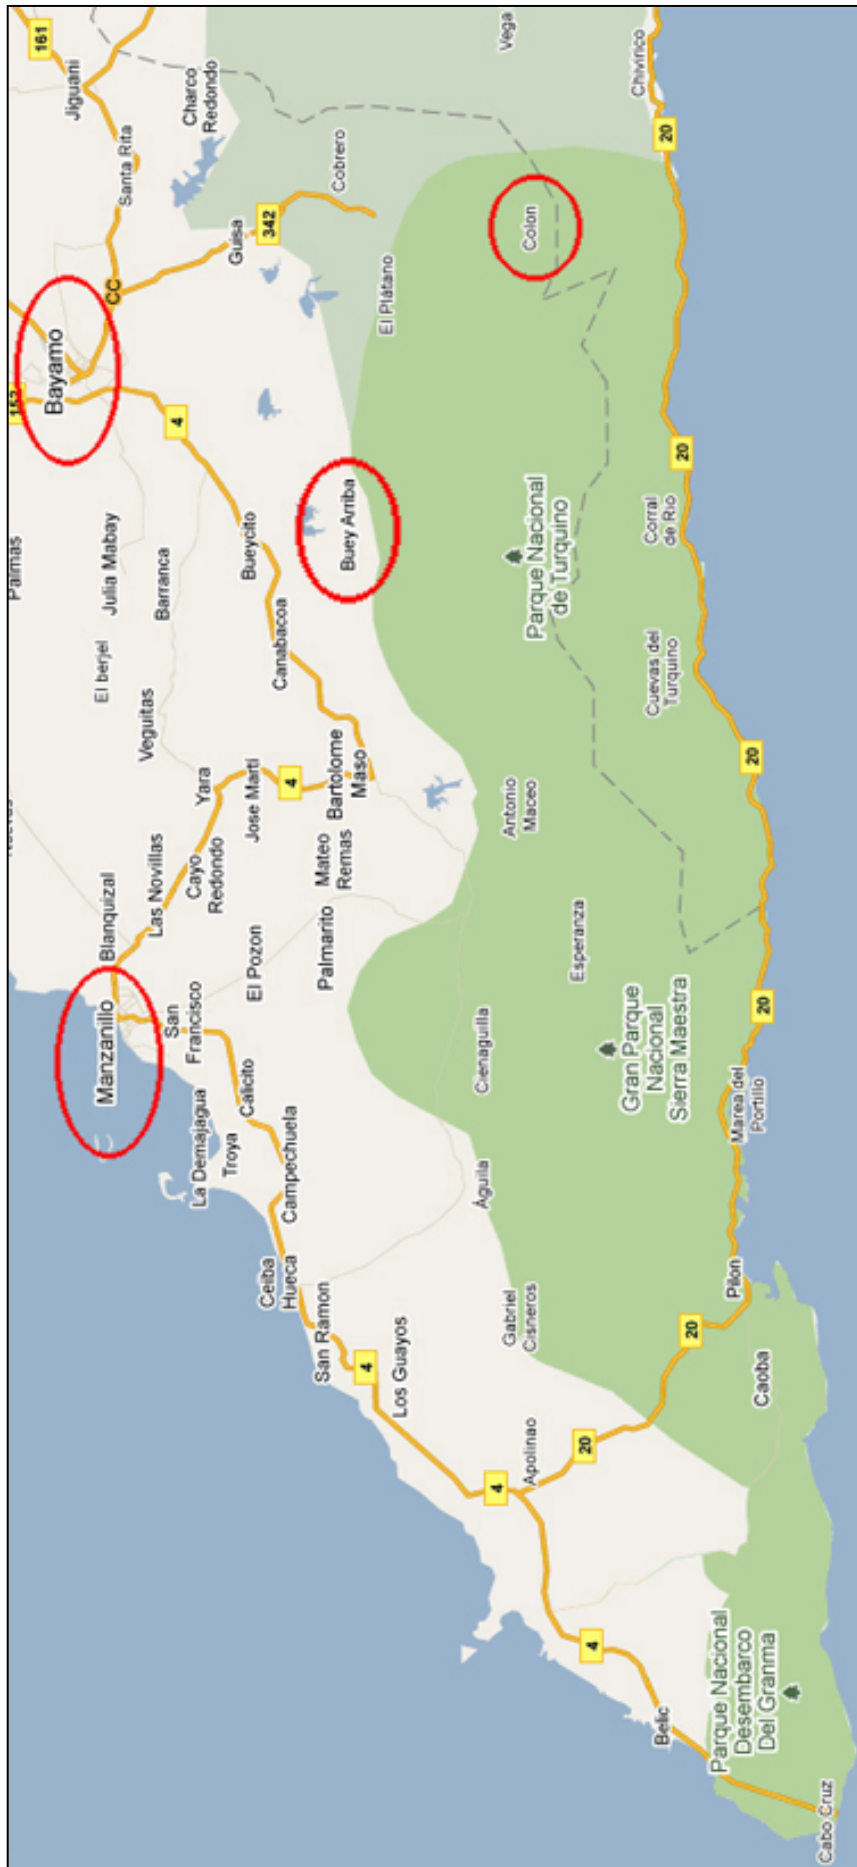 Palmas
152
161
Bayamo
Jiguani
Manzanillo
Blanquizal
El berjel
Julia Mabay
CC
Santa Rita
Veguitas
Las Novillas
Barranca
4
San
Francisco
Cayo
Redondo
Yara
Charco
Redondo
La Demajagua
Troya
Calicito
El Pozon
Jose Marti
Bueycito
Guisa
342
Ceiba
Hueca
Campechuela
Canabacoa
4
San Ramon
Palmarito
Mateo
Remas
Bartolome
Maso
Buey Arriba
Cobrero
4
Los Guayos
El Plátano
Aguila
Cienaguilla
4
Gabriel
Cisneros
Antonio
Maceo
Vega
Apolinao
Colon
Parque Nacional
de Turquino
Esperanza
20
4
Gran Parque
Nacional
Sierra Maestra
Cuevas del
Turquino
Corral
de Rio
Chivirico
Belic
20
20
20
Parque Nacional
Desembarco
Del Granma
Pilon
Marea del
Portillo
20
20
Caoba
Cabo Cruz